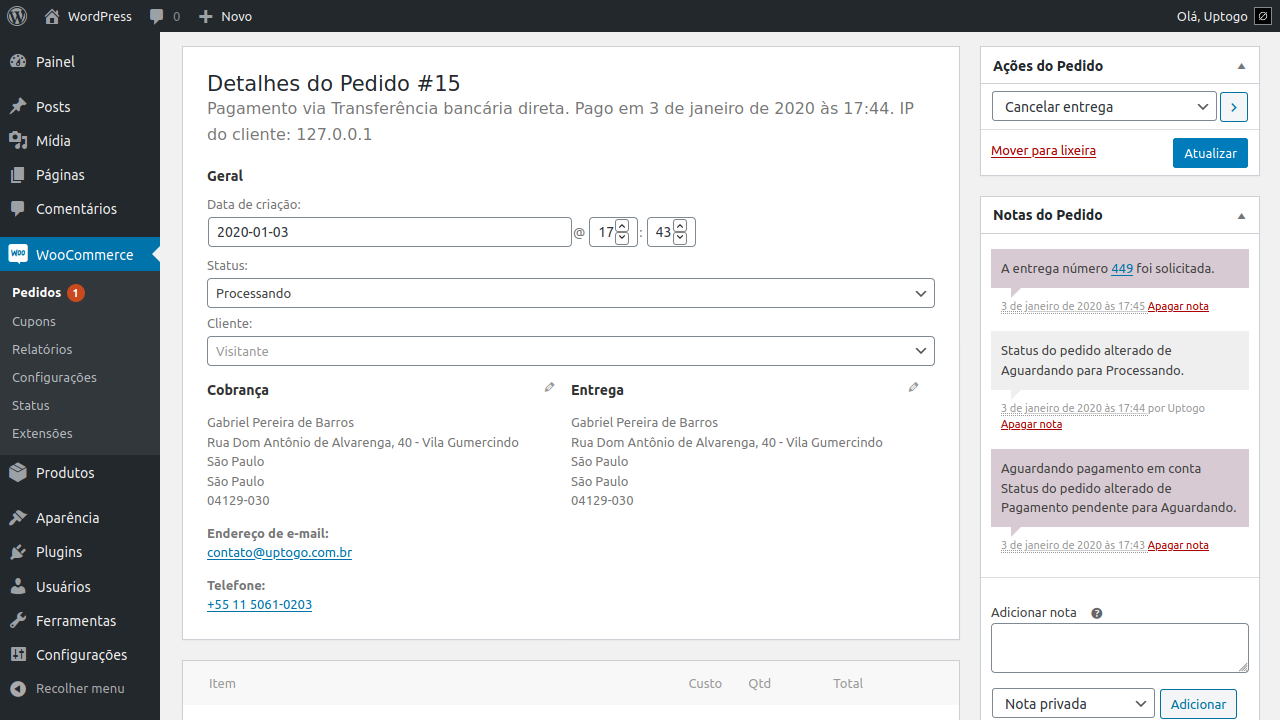 WordPress
0
Novo
Olá, Uptogo
Painel
Posts
Mídia
Páginas
Comentários
woo
WooCommerce
Pedidos 1
Cupons
Relatórios
Configurações
Status
Extensões
Produtos
Aparência
Plugins
Usuários
Ferramentas
Configurações
Recolher menu
Detalhes do Pedido #15
Pagamento via Transferência bancária direta. Pago em 3 de janeiro de 2020 às 17:44. IP
do cliente: 127.0.0.1
Geral
Data de criação:
2020-01-03 @ 17 : 43
Status:
Processando
Cliente:
Visitante
Cobrança
Gabriel Pereira de Barros
Rua Dom Antônio de Alvarenga, 40 - Vila Gumercindo
São Paulo
São Paulo
04129-030
Endereço de e-mail:
contato@uptogo.com.br
Telefone:
+55 11 5061-0203
Entrega
Gabriel Pereira de Barros
Rua Dom Antônio de Alvarenga, 40 - Vila Gumercindo
São Paulo
São Paulo
04129-030
Item Custo Qtd Total
Ações do Pedido
Cancelar entrega
Mover para lixeira
Atualizar
Notas do Pedido
A entrega número 449 foi solicitada.
3 de janeiro de 2020 às 17:45 Apagar nota
Status do pedido alterado de
Aguardando para Processando.
3 de janeiro de 2020 às 17:44 por Uptogo
Apagar nota
Aguardando pagamento em conta
Status do pedido alterado de
Pagamento pendente para Aguardando.
3 de janeiro de 2020 às 17:43 Apagar nota
Adicionar nota ?
Nota privada
Adicionar